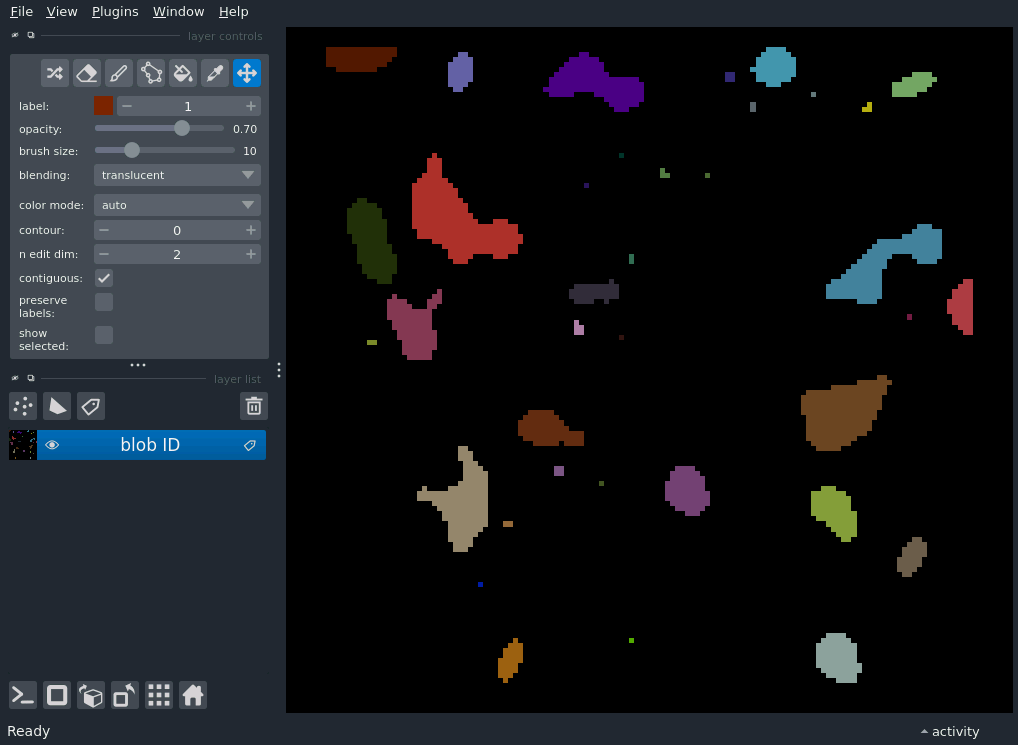 File View Plugins Window Help
layer controls
label: 1
opacity: 0.70
brush size: 10
blending: translucent
color mode: auto
contour: 0
n edit dim: 2
contiguous:
preserve
labels:
show
selected:
layer list
blob ID
Ready
activity